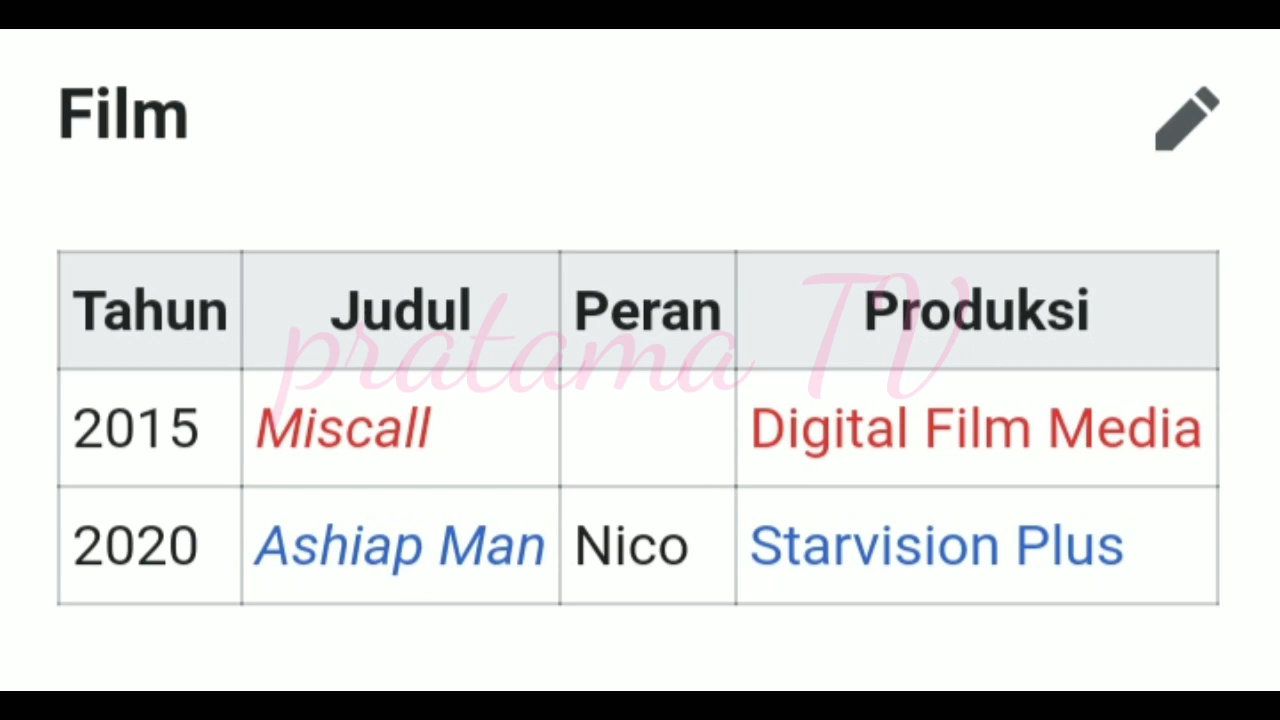 Film
Tahun Judul Peran Produksi
pratama TV
2015 Miscall Digital Film Media
2020 Ashiap Man Nico Starvision Plus